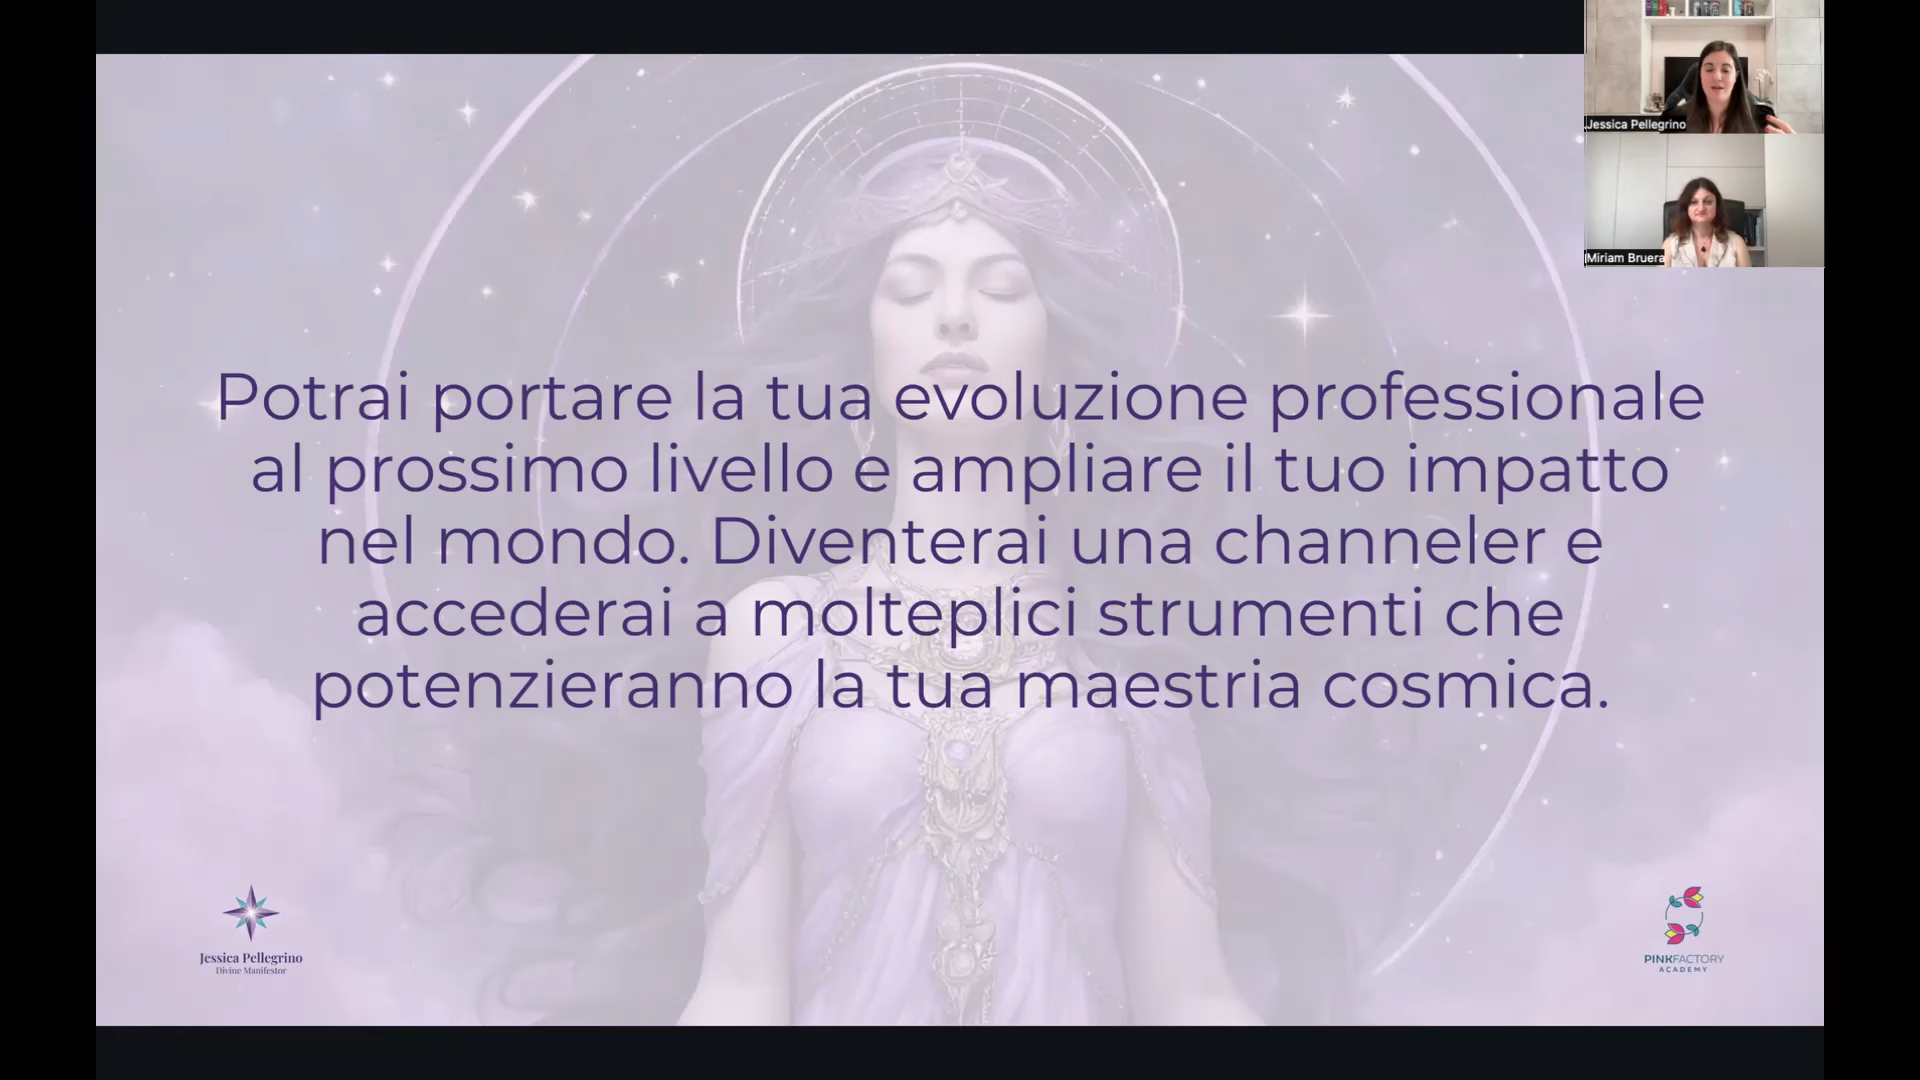 Jessica Pellegrino
Miriam Bruera
Potrai portare la tua evoluzione professionale
al prossimo livello e ampliare il tuo impatto
nel mondo. Diventerai una channeler e
accederai a molteplici strumenti che
potenzieranno la tua maestria cosmica.
Jessica Pellegrino
Divine Manifestor
PINKFACTORY
ACADEMY